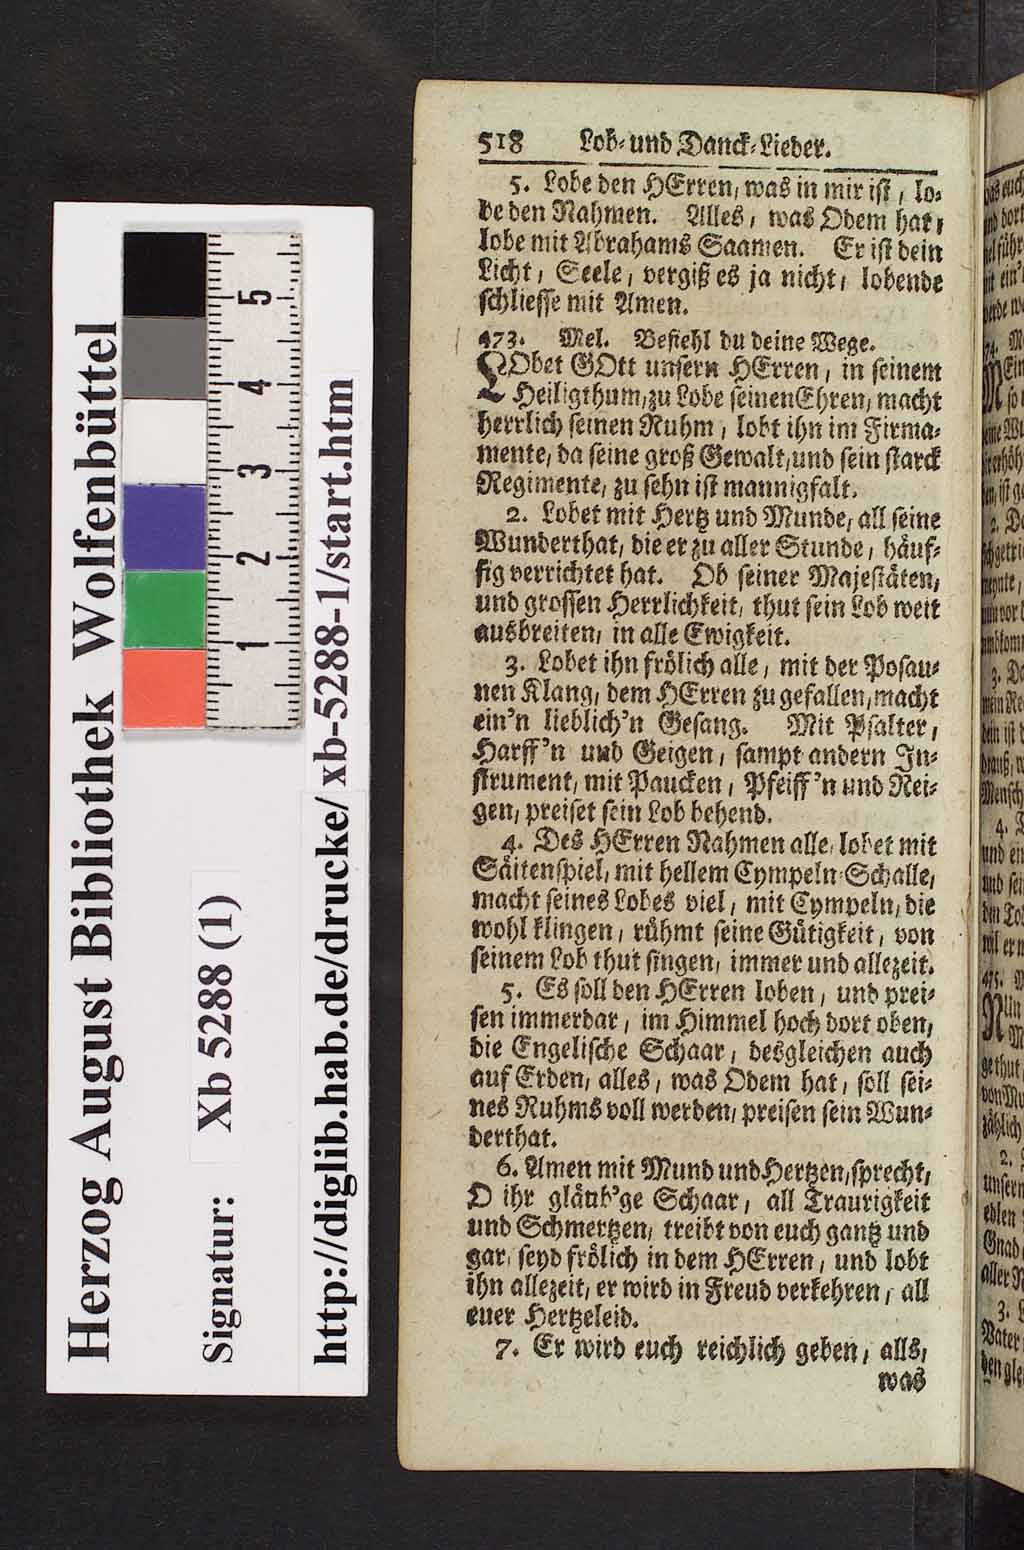 518 Lob- und Danck-Lieder.
5. Lobe den HErren, was in mir ist, lo-
be den Nahmen. Alles, was Odem hat,
lobe mit Abrahams Saamen. Er ist dein
Licht, Seele, vergiß es ja nicht, lobende
schliesse mit Amen.
473. Mel. Befiehl du deine Wege.
LObet GOtt unsern HErren, in seinem
Heiligthum, zu Lobe seinen Ehren, macht
herrlich seinen Ruhm, lobt ihn im Firma-
mente, da seine groß Gewalt, und sein starck
Regimente, zu sehn ist mannigfalt.
2. Lobet mit Hertz und Munde, all seine
Wunderthat, die er zu aller Stunde, häuf-
fig verrichtet hat. Ob seiner Majestäten,
und grossen Herrlichkeit, thut sein Lob weit
ausbreiten, in alle Ewigkeit.
3. Lobet ihn frölich alle, mit der Posau-
nen Klang, dem HErren zu gefallen, macht
ein'n lieblich'n Gesang. Mit Psalter,
Harff'n und Geigen, sampt andern In-
strument, mit Paucken, Pfeiff'n und Rei-
gen, preiset sein Lob behend.
4. Des HErren Nahmen alle, lobet mit
Säitenspiel, mit hellem Cympeln-Schalle,
macht seines Lobes viel, mit Cympeln, die
wohl klingen, rühmt seine Gütigkeit, von
seinem Lob thut singen, immer und allezeit.
5. Es soll den HErren loben, und prei-
sen immerdar, im Himmel hoch dort oben,
die Engelische Schaar, desgleichen auch
auf Erden, alles, was Odem hat, soll sei-
nes Ruhms voll werden, preisen sein Wun-
derthat.
6. Amen mit Mund und Hertzen, sprecht,
O ihr gläub'ge Schaar, all Traurigkeit
und Schmertzen, treibt von euch gantz und
gar, seyd frölich in dem HErren, und lobt
ihn allezeit, er wird in Freud verkehren, all
euer Hertzeleid.
7. Er wird euch reichlich geben, alls,
was
Herzog August Bibliothek Wolfenbüttel
Signatur: Xb 5288 (1)
http://diglib.hab.de/drucke/xb-5288-1/start.htm
5
4
3
2
1